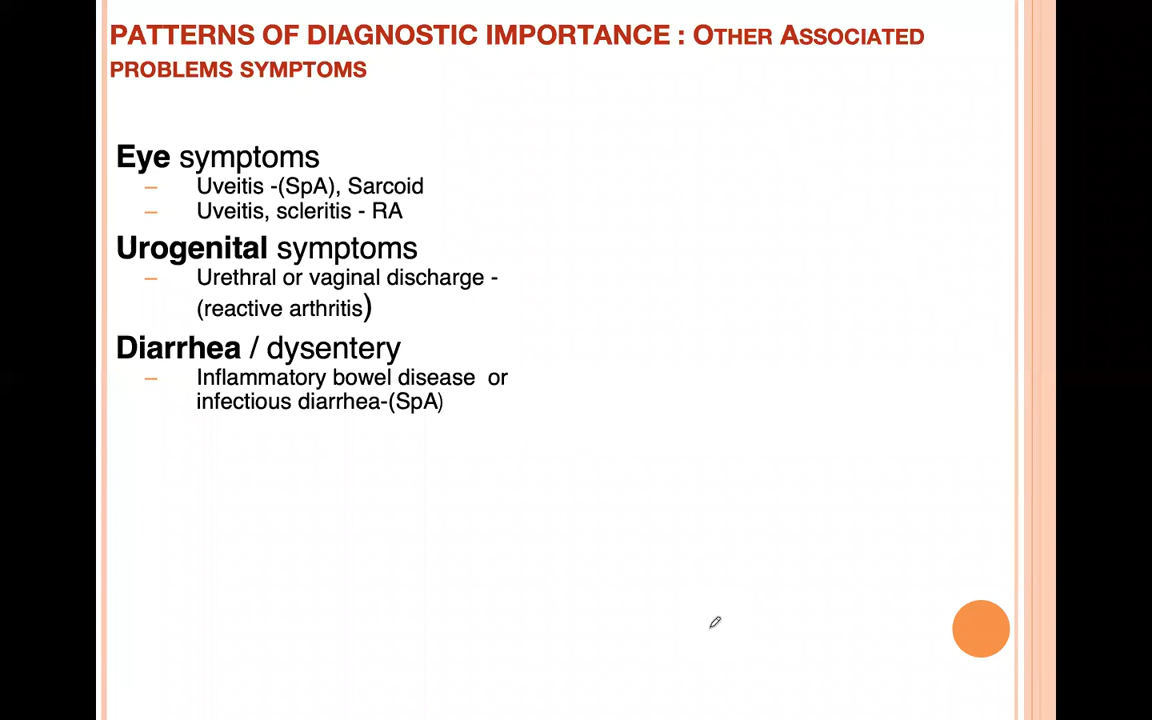 PATTERNS OF DIAGNOSTIC IMPORTANCE : OTHER ASSOCIATED
PROBLEMS SYMPTOMS
Eye symptoms
– Uveitis -(SpA), Sarcoid
– Uveitis, scleritis - RA
Urogenital symptoms
– Urethral or vaginal discharge -
(reactive arthritis)
Diarrhea / dysentery
– Inflammatory bowel disease or
infectious diarrhea-(SpA)